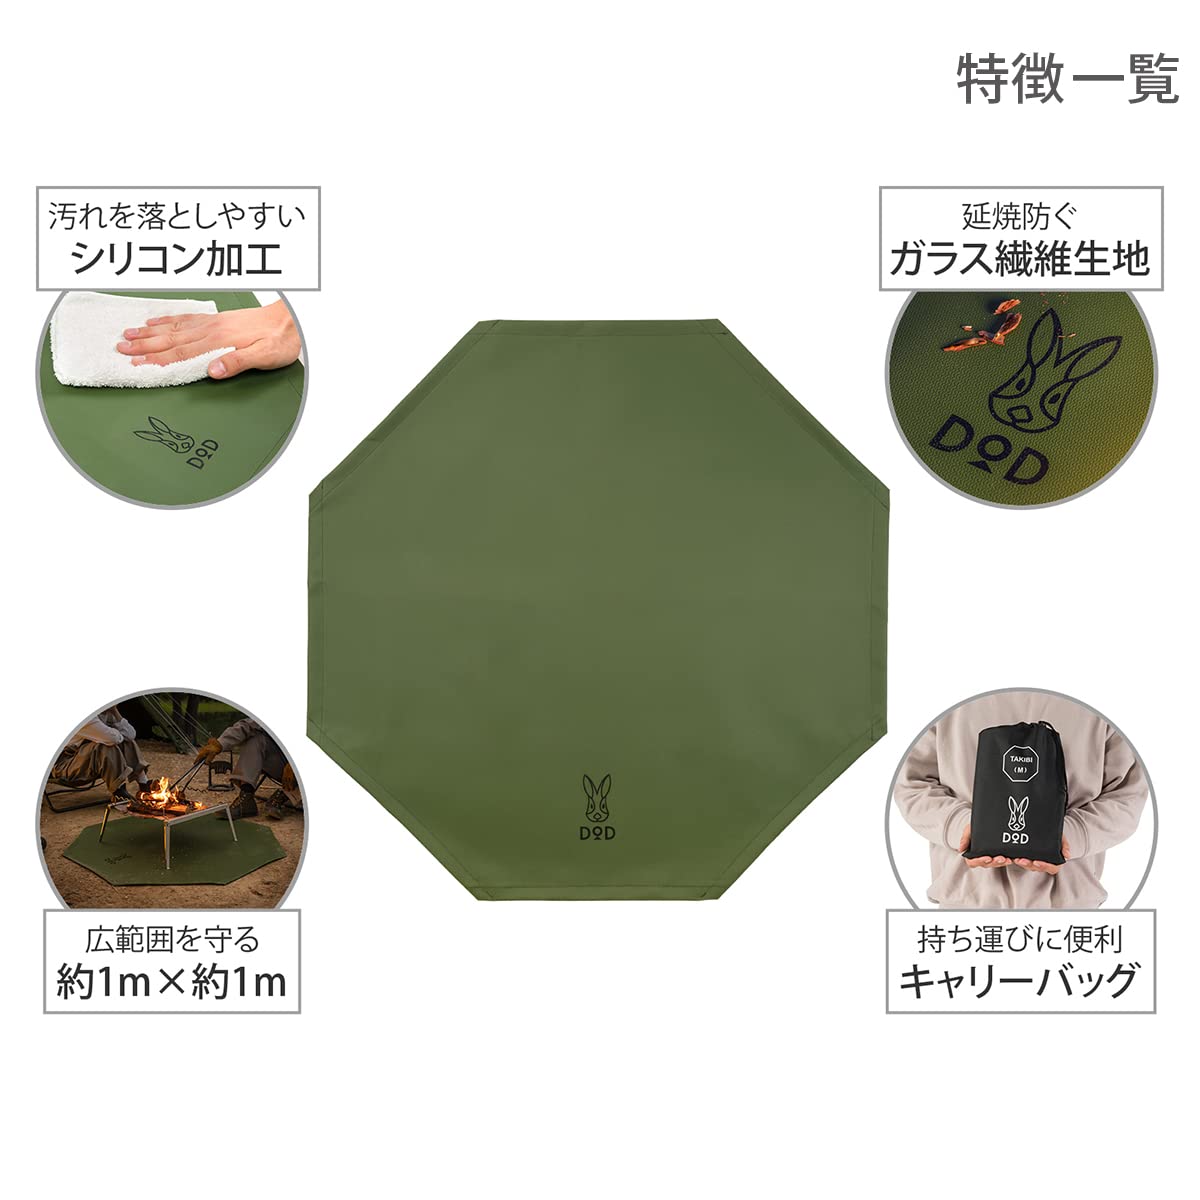 特徴一覧
汚れを落としやすい
シリコン加工
延焼防ぐ
ガラス繊維生地
DOD
DOD
DOD
広範囲を守る
約1m×約1m
TAKIBI
(M)
DOD
持ち運びに便利
キャリーバッグ